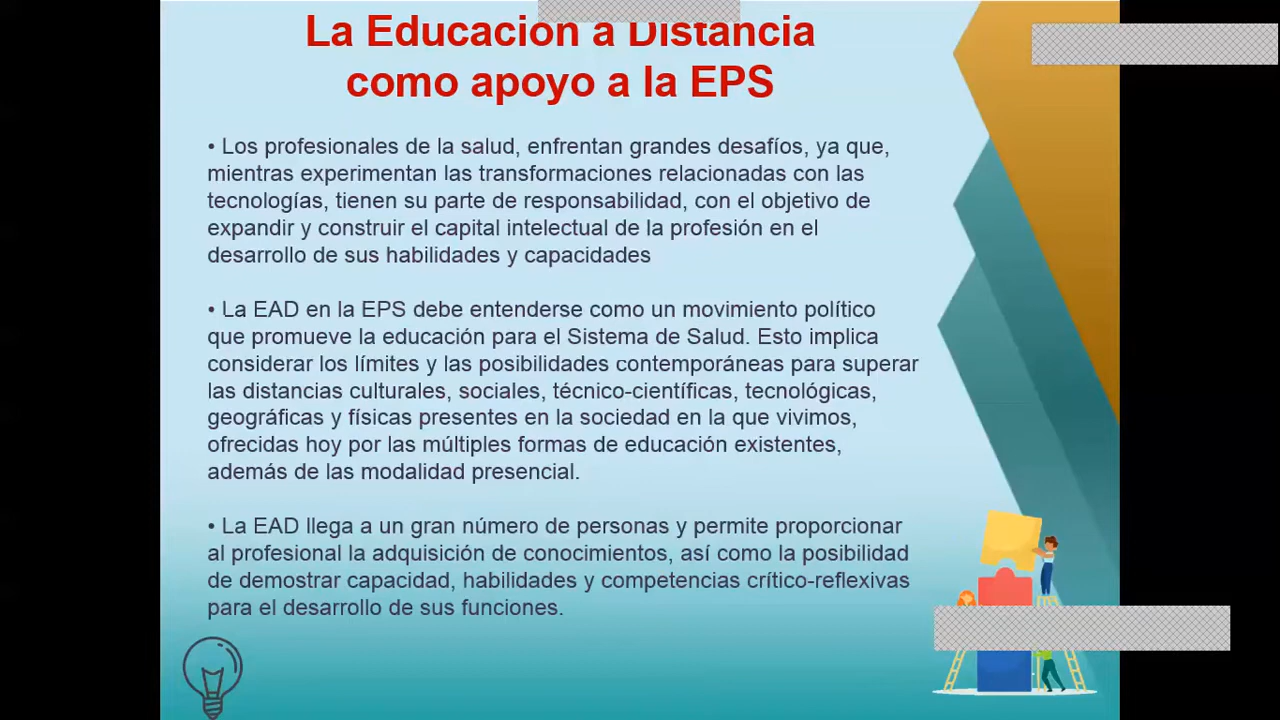 La Educación a Distancia
como apoyo a la EPS
• Los profesionales de la salud, enfrentan grandes desafíos, ya que,
mientras experimentan las transformaciones relacionadas con las
tecnologías, tienen su parte de responsabilidad, con el objetivo de
expandir y construir el capital intelectual de la profesión en el
desarrollo de sus habilidades y capacidades
• La EAD en la EPS debe entenderse como un movimiento político
que promueve la educación para el Sistema de Salud. Esto implica
considerar los límites y las posibilidades contemporáneas para superar
las distancias culturales, sociales, técnico-científicas, tecnológicas,
geográficas y físicas presentes en la sociedad en la que vivimos,
ofrecidas hoy por las múltiples formas de educación existentes,
además de las modalidad presencial.
• La EAD llega a un gran número de personas y permite proporcionar
al profesional la adquisición de conocimientos, así como la posibilidad
de demostrar capacidad, habilidades y competencias crítico-reflexivas
para el desarrollo de sus funciones.